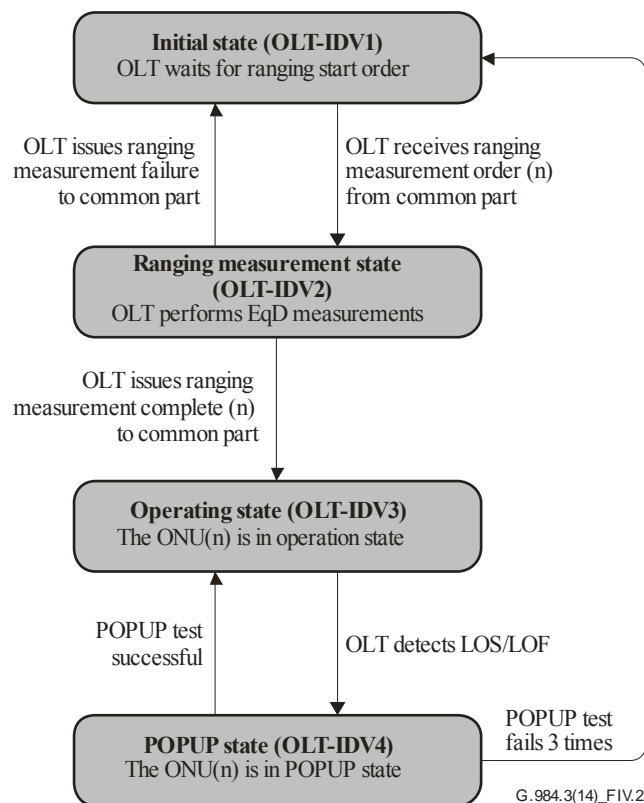 Initial state (OLT-IDV1)
OLT waits for ranging start order
OLT issues ranging
measurement failure
to common part
OLT receives ranging
measurement order (n)
from common part
Ranging measurement state
(OLT-IDV2)
OLT performs EqD measurements
OLT issues ranging
measurement complete (n)
to common part
Operating state (OLT-IDV3)
The ONU(n) is in operation state
POPUP test
successful
OLT detects LOS/LOF
POPUP state (OLT-IDV4)
The ONU(n) is in POPUP state
POPUP test
fails 3 times
G.984.3(14)_FIV.2